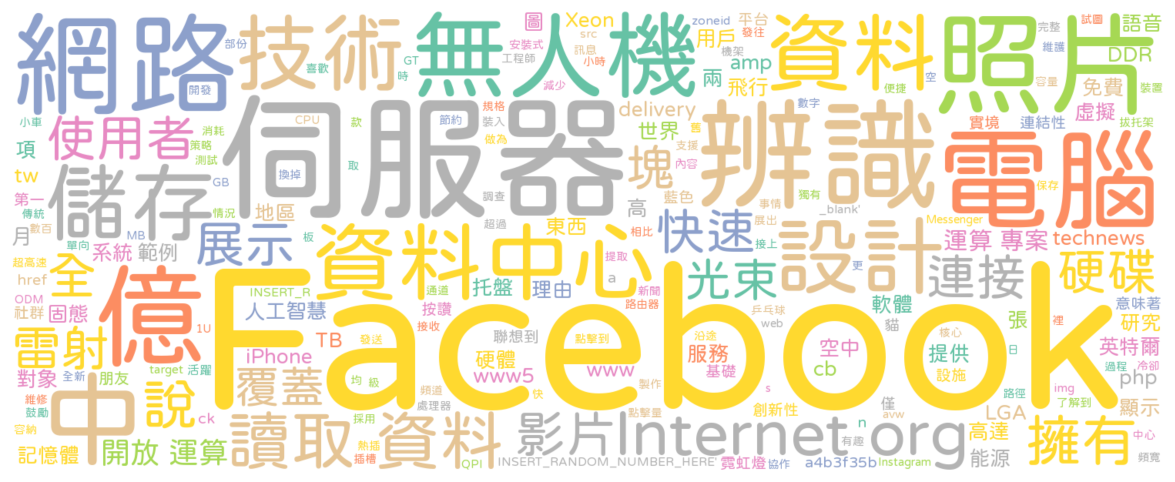 網路
技術
無人機
資料
照片
部份
喜歡
GT
時
安裝式
工程師
圖
Xeon
src
訊息
小時
減少
用戶
zoneid
平台
發往
機架
amp
兩
飛行
空
完整
試圖
維護
語音
DDR
容量
免費
裝置
便捷
虛擬
拔托架
開發
小車
使用者
消耗
策略
測試
CPU
款
節約
規格
裝入
做為
delivery
世界
舊
支援
內容
數字
實境
連結性
伺服器
辨識
電腦
項
tw
第一
傳統
數百
單向
儲存
GB
MB
情況
換掉
取
地區
調查
超過
塊
高
藍色
事情
展出
獨有
_blank'
更
保存
Messenger
月
系統
範例
展示
板
資料中心
東西
相比
提取
快速
接上
設計
運算 專案
technews
超高速
href
全
ODM
社群
固態
1U
億
INSERT_R
人工智慧
通道
按讚
托盤
理由
a
新聞
路由器
光束
連接
軟體
硬碟
意味著
研究
雷射
TB
iPhone
發送
接收
聯想到
點擊到
乒乓球
web
沿途
服務
基礎
空中
cb
貓
核心
提供
設施
張
日
裡
英特爾
過程
冷卻
對象
全新
朋友
target
活躍
覆蓋
均
級
頻道
處理器
硬體
www5
快
www
製作
Facebook
路徑
img
了解到
php
維修
鼓勵
中
說
ck
採用
點擊量
創新性
s
僅
LGA
顯示
容納
記憶體
開放 運算
讀取
資料
熱插
插槽
QPI
影片
Internet
org
INSERT_RANDOM_NUMBER_HERE'
霓虹燈
協作
avw
有趣
n
a4b3f35b
Instagram
高達
能源
擁有
中心
頻寬